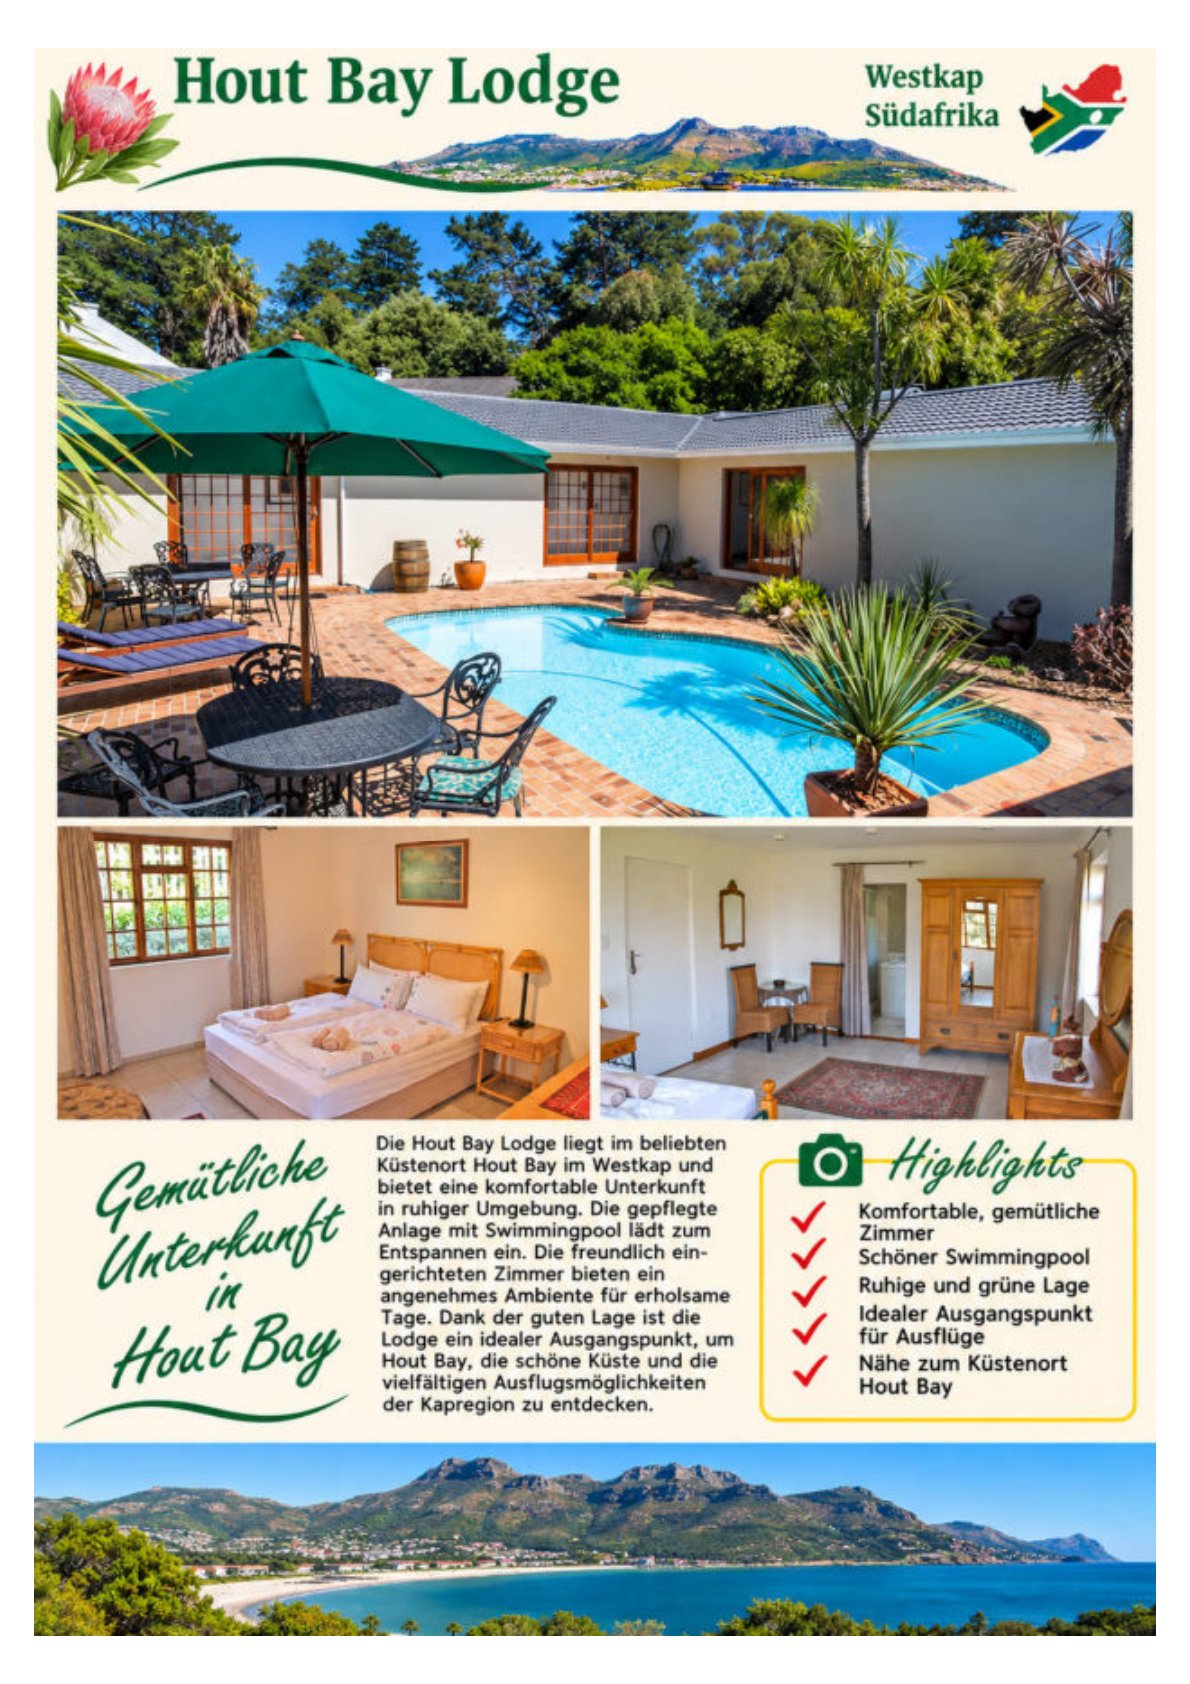 Hout Bay Lodge
Westkap
Südafrika
Gemütliche
Unterkunft
in
Hout Bay
Die Hout Bay Lodge liegt im beliebten
Küstenort Hout Bay im Westkap und
bietet eine komfortable Unterkunft
in ruhiger Umgebung. Die gepflegte
Anlage mit Swimmingpool lädt zum
Entspannen ein. Die freundlich ein-
gerichteten Zimmer bieten ein
angenehmes Ambiente für erholsame
Tage. Dank der guten Lage ist die
Lodge ein idealer Ausgangspunkt, um
Hout Bay, die schöne Küste und die
vielfältigen Ausflugsmöglichkeiten
der Kapregion zu entdecken.
Highlights
Komfortable, gemütliche
Zimmer
Schöner Swimmingpool
Ruhige und grüne Lage
Idealer Ausgangspunkt
für Ausflüge
Nähe zum Küstenort
Hout Bay